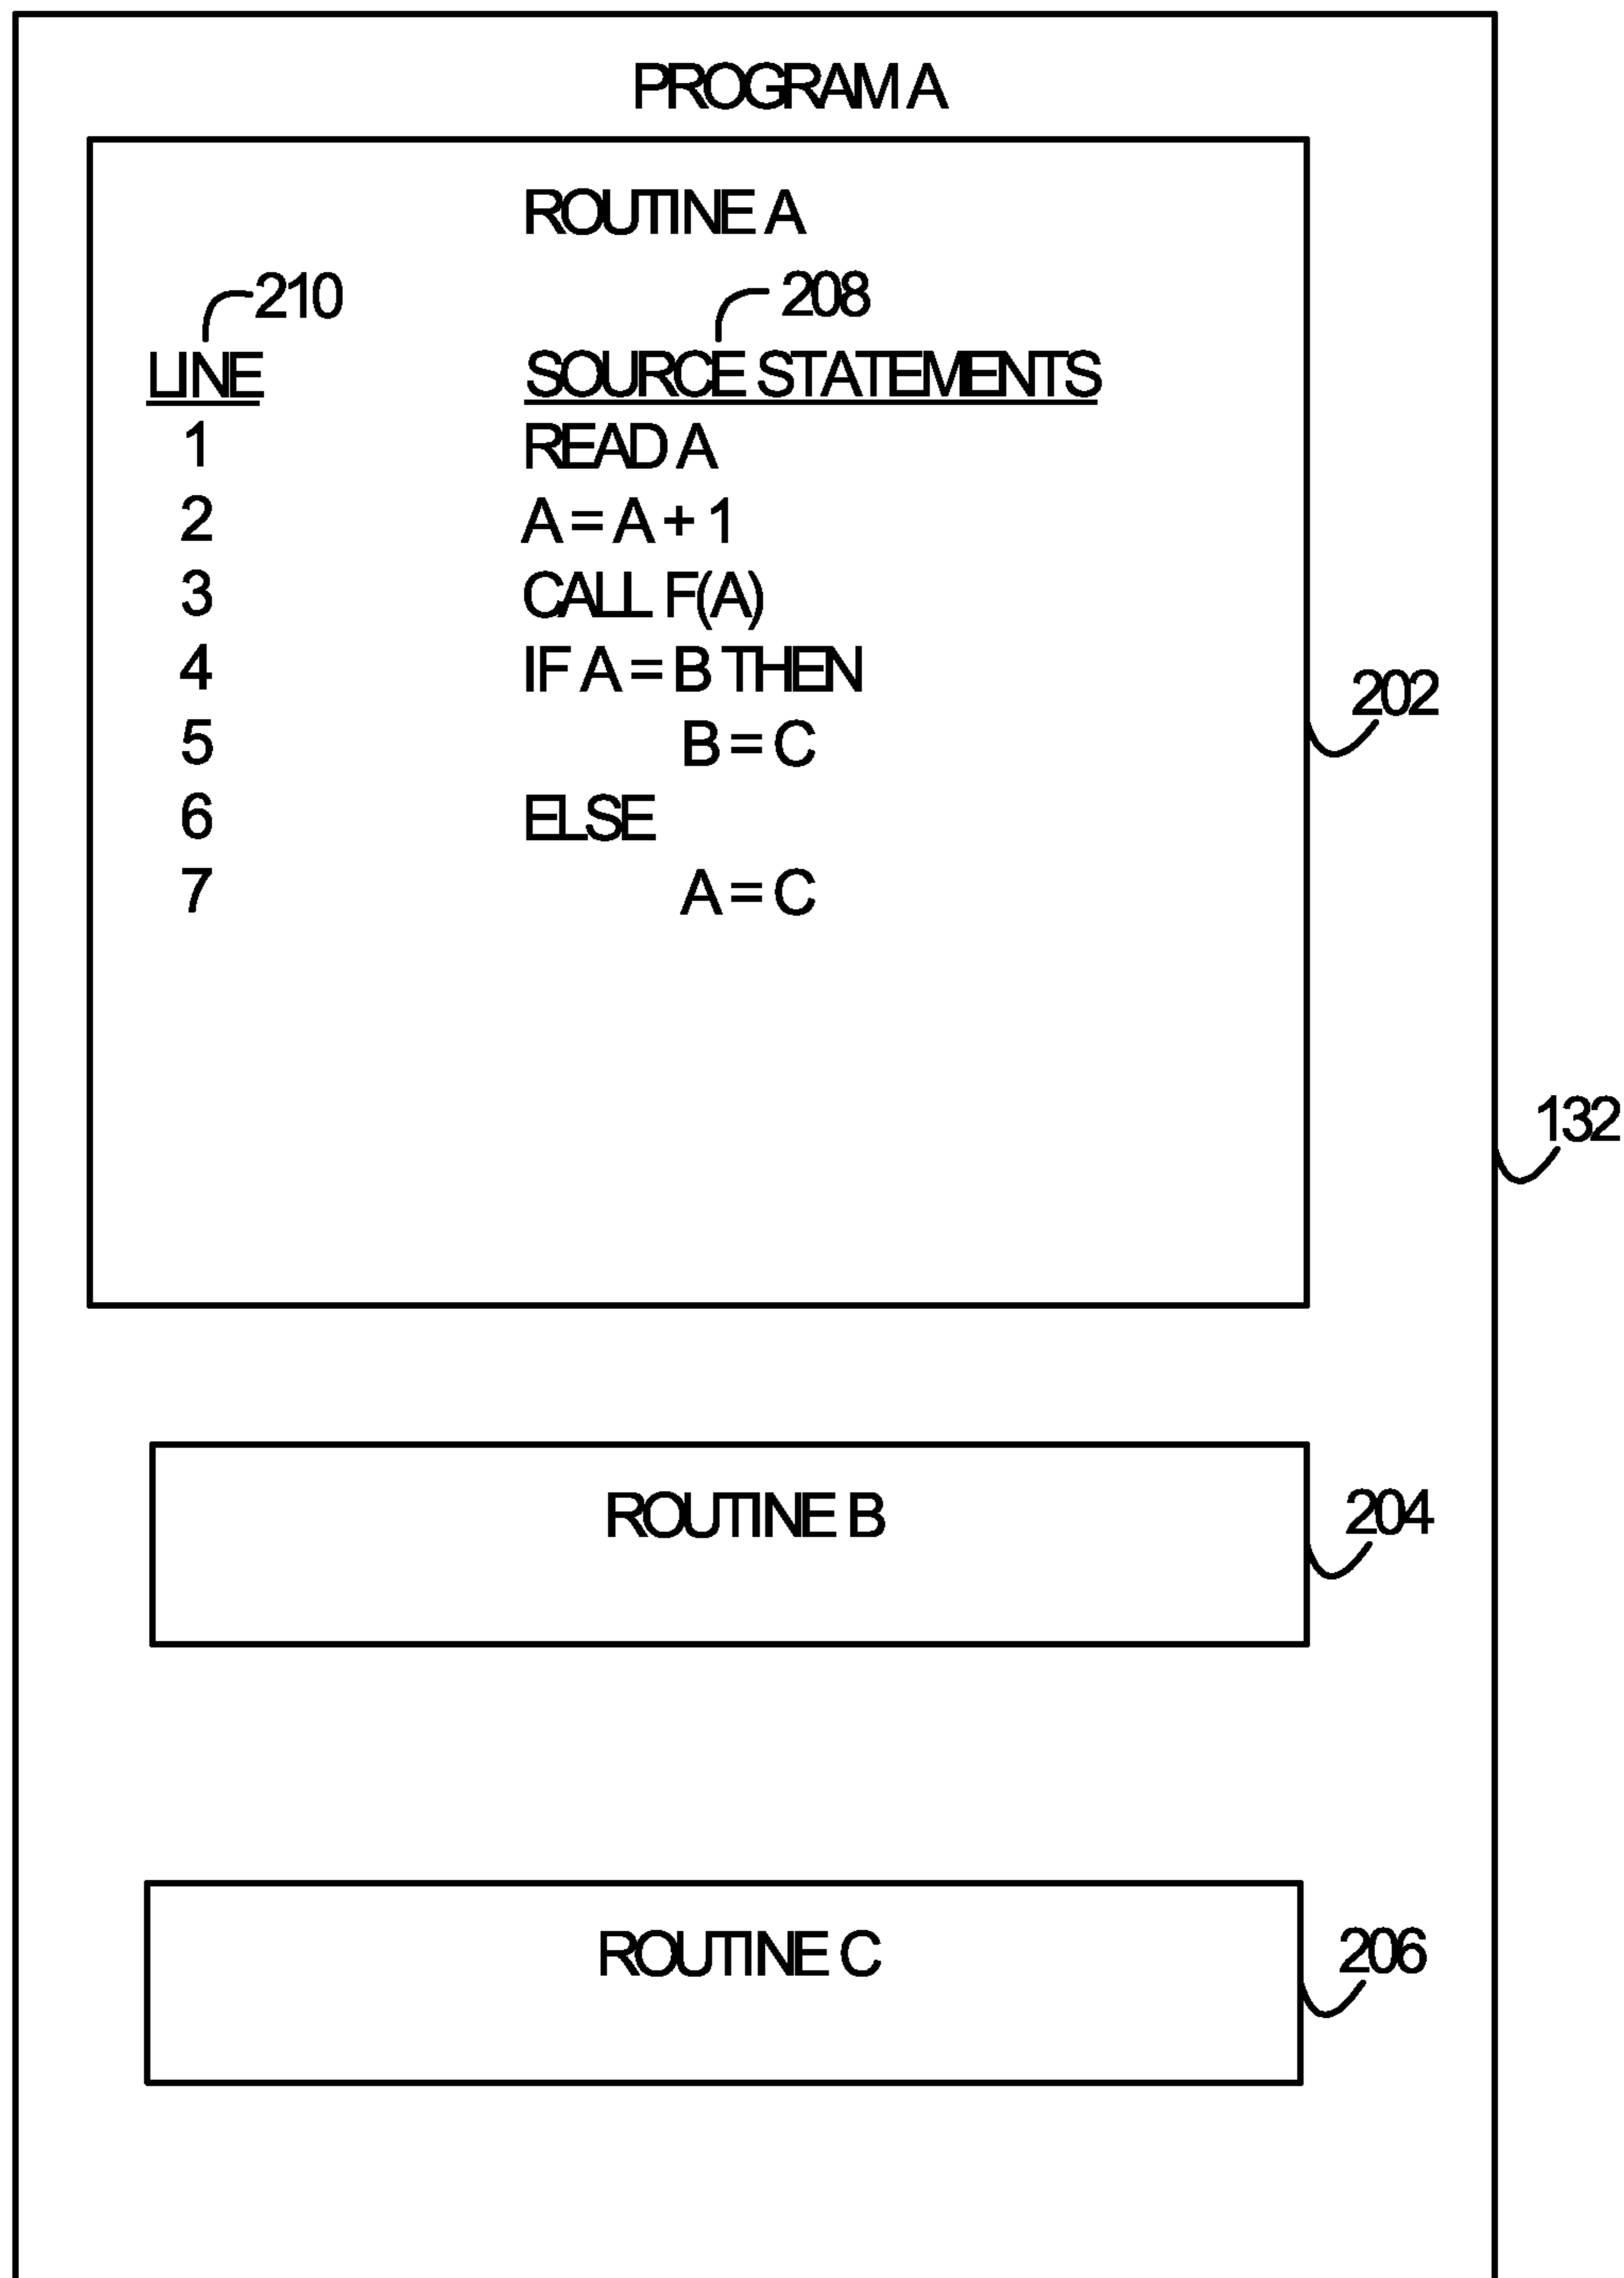 PROGRAM A
ROUTINE A
210 208
LINE SOURCE STATEMENTS
1 READ A
2 A = A + 1
3 CALL F(A)
4 IF A = B THEN
202
5 B = C
6 ELSE
7 A = C
132
ROUTINE B
204
ROUTINE C
206